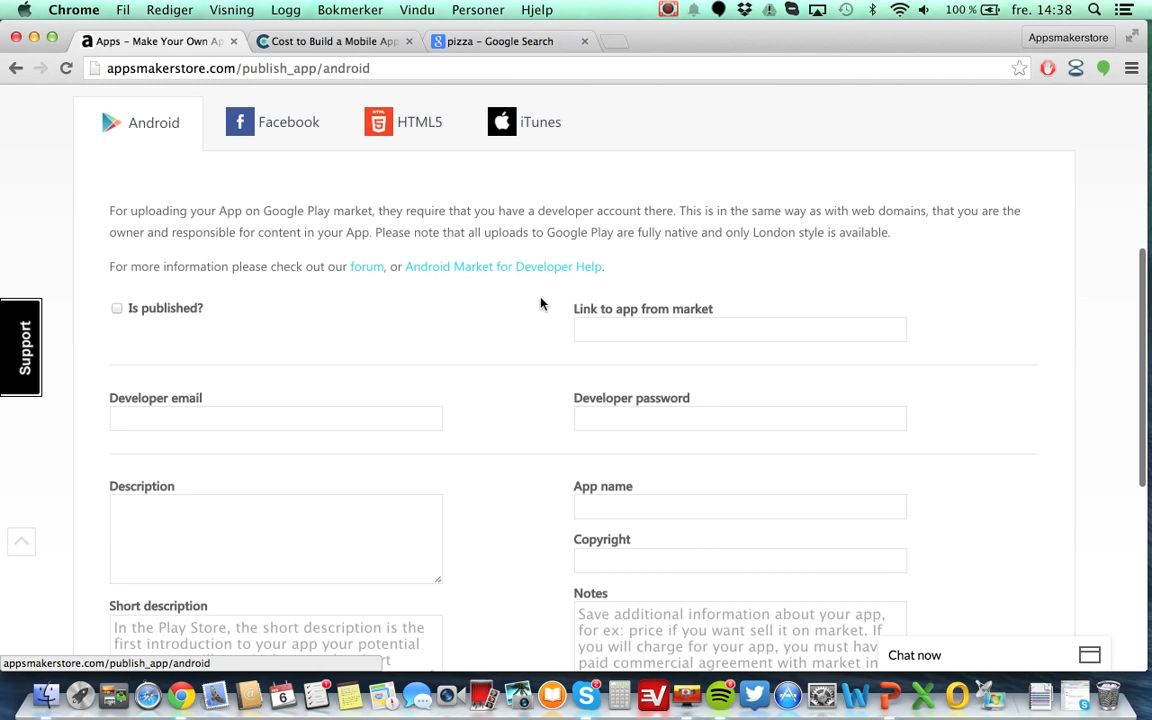 Chrome Fil Rediger Visning Logg Bokmerker Vindu Personer Hjelp 100 % fre. 14:38
Apps – Make Your Own Ap Cost to Build a Mobile App pizza – Google Search Appsmakerstore
appsmakerstore.com/publish_app/android
Android Facebook HTML5 iTunes
For uploading your App on Google Play market, they require that you have a developer account there. This is in the same way as with web domains, that you are the
owner and responsible for content in your App. Please note that all uploads to Google Play are fully native and only London style is available.
For more information please check out our forum, or Android Market for Developer Help.
Is published? Link to app from market
Support
Developer email Developer password
Description App name
Copyright
Short description Notes
In the Play Store, the short description is the
first introduction to your app your potential
Save additional information about your app,
for ex: price if you want sell it on market. If
you will charge for your app, you must have
paid commercial agreement with market in
Chat now
appsmakerstore.com/publish_app/android